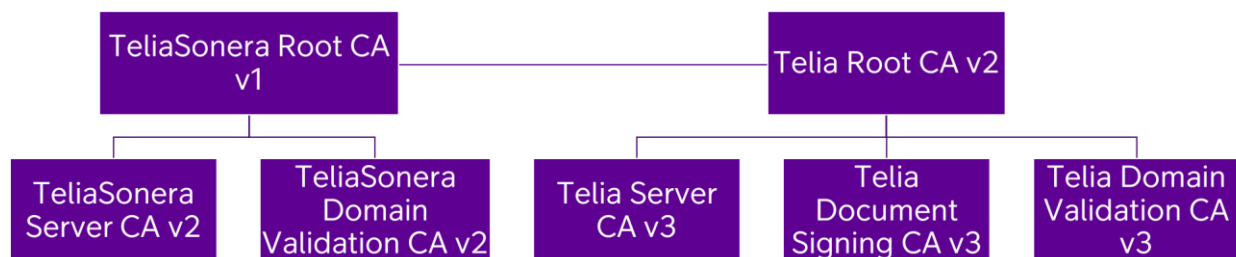 TeliaSonera Root CA
v1
Telia Root CA v2
TeliaSonera
Server CA v2
TeliaSonera
Domain
Validation CA v2
Telia Server
CA v3
Telia
Document
Signing CA v3
Telia Domain
Validation CA
v3